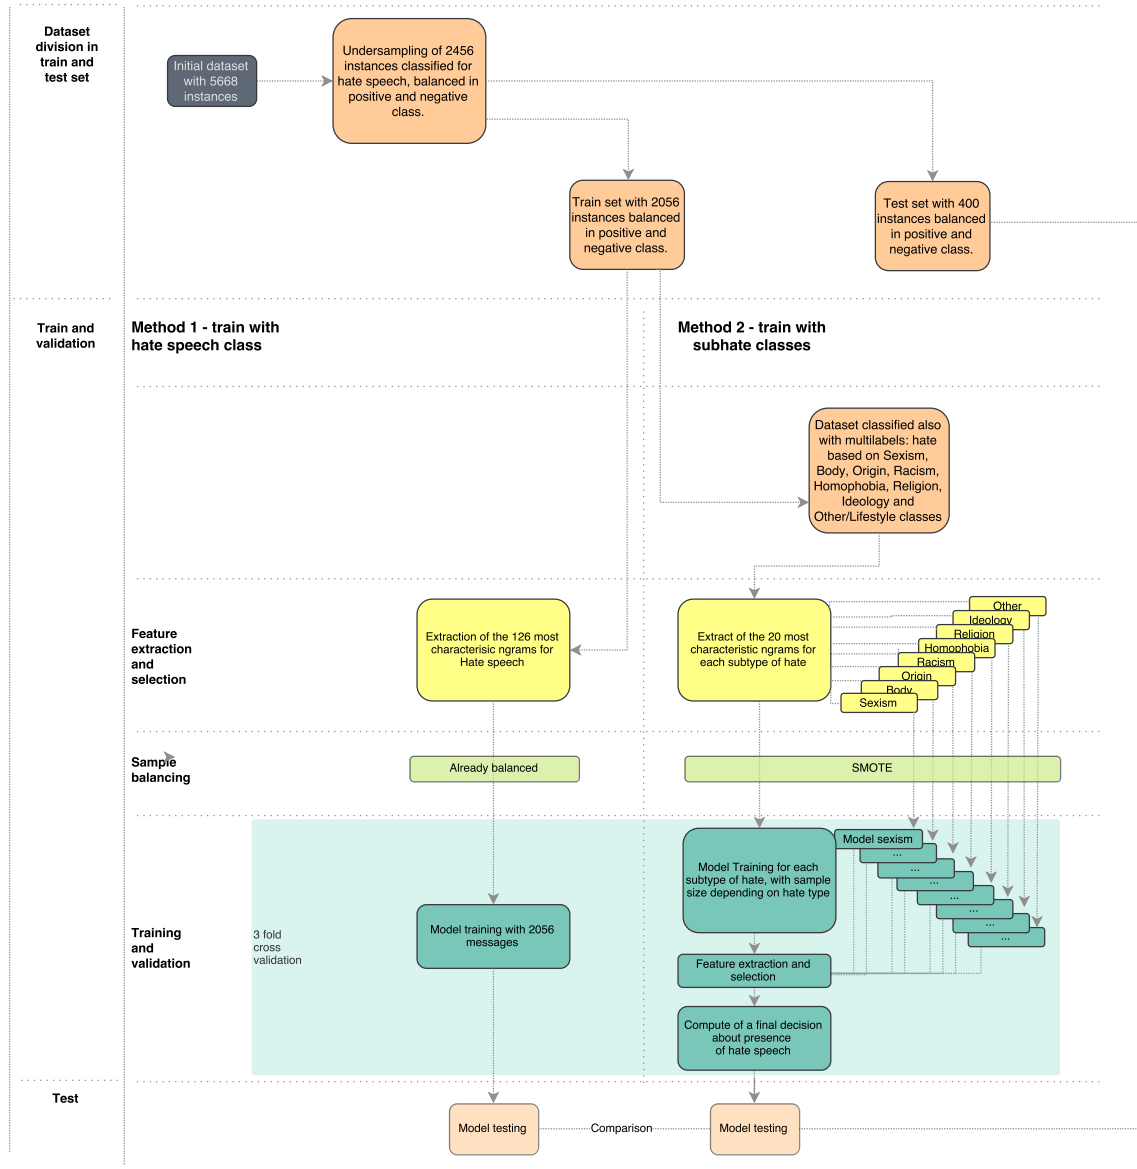 Dataset
division in
train and
test set
Initial dataset
with 5668
instances
Undersampling of 2456
instances classified for
hate speech, balanced in
positive and negative
class.
Train set with 2056
instances balanced
in positive and
negative class.
Test set with 400
instances balanced
in positive and
negative class.
Train and
validation
Method 1 - train with
hate speech class
Method 2 - train with
subhate classes
Dataset classified also
with multilabels: hate
based on Sexism,
Body, Origin, Racism,
Homophobia, Religion,
Ideology and
Other/Lifestyle classes
Feature
extraction
and
selection
Extraction of the 126 most
characterisic ngrams for
Hate speech
Extract of the 20 most
characteristic ngrams for
each subtype of hate
Other
Ideology
Religion
Homophobia
Racism
Origin
Body
Sexism
Sample
balancing
Already balanced
SMOTE
Training
and
validation
3 fold
cross
validation
Model training with 2056
messages
Model Training for each
subtype of hate, with sample
size depending on hate type
Model sexism
...
...
...
...
...
...
...
Feature extraction and
selection
Compute of a final decision
about presence
of hate speech
Test
Model testing
Comparison
Model testing